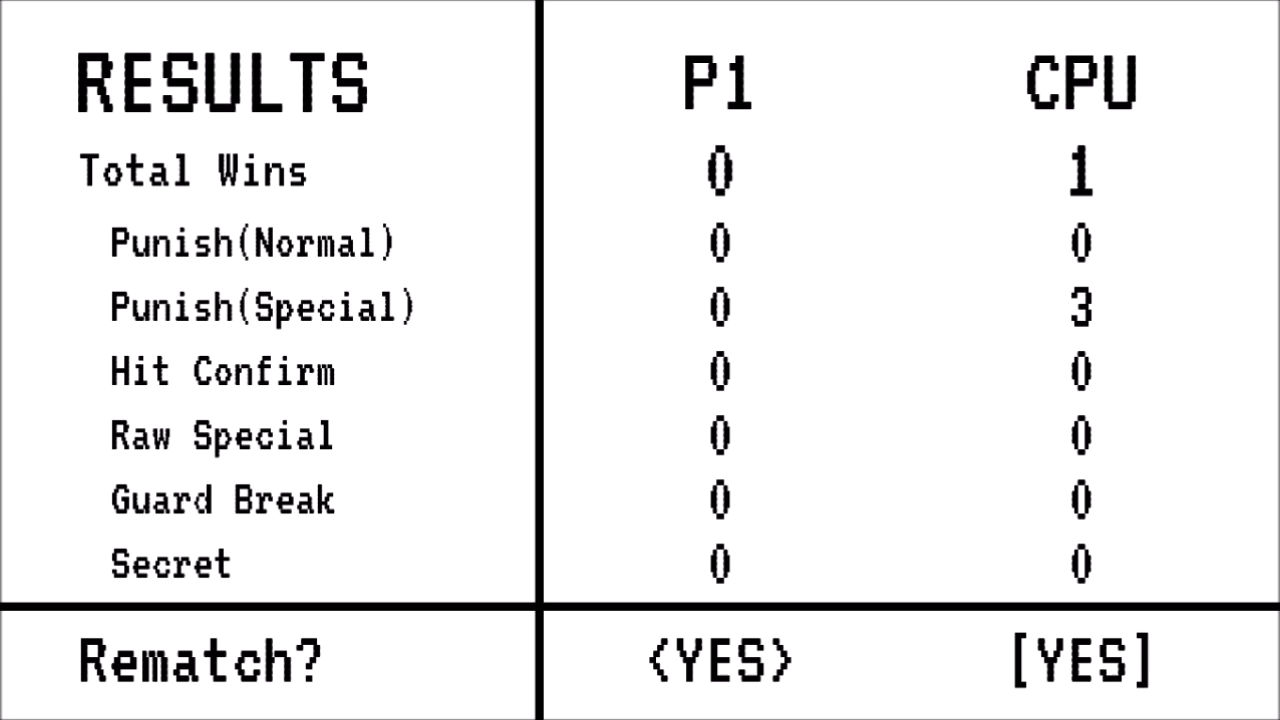 RESULTS P1 CPU
Total Wins 0 1
Punish(Normal) 0 0
Punish(Special) 0 3
Hit Confirm 0 0
Raw Special 0 0
Guard Break 0 0
Secret 0 0
Rematch? <YES> [YES]